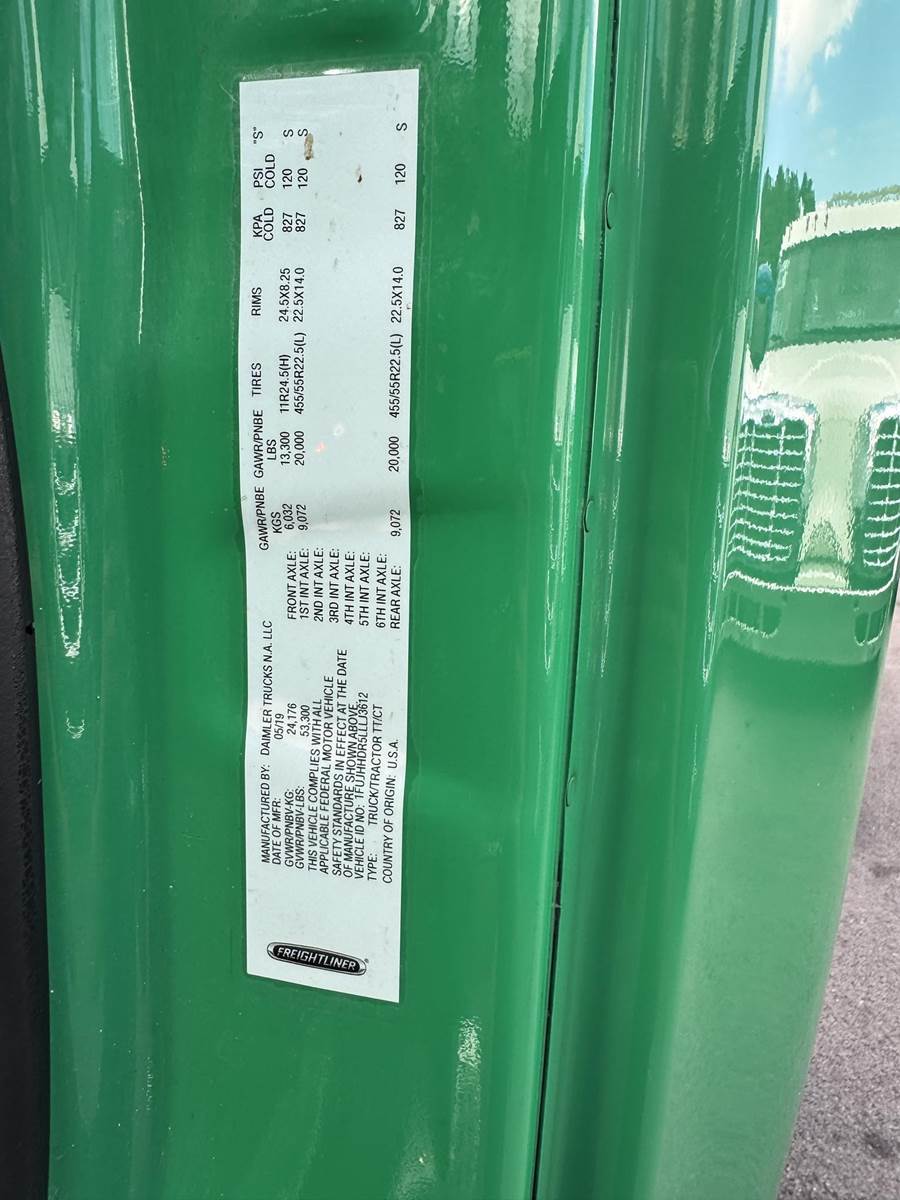 FREIGHTLINER
MANUFACTURED BY: DAIMLER TRUCKS N.A. LLC
DATE OF MFR: 05/19
GVWR/PNBV-KG: 24,176
GVWR/PNBV-LBS: 53,300
THIS VEHICLE COMPLIES WITH ALL
APPLICABLE FEDERAL MOTOR VEHICLE
SAFETY STANDARDS IN EFFECT AT THE DATE
OF MANUFACTURE SHOWN ABOVE.
VEHICLE ID NO: 1FUJHHDR5LLLJ3612
TYPE: TRUCK/TRACTOR TT/CT
COUNTRY OF ORIGIN: U.S.A.
GAWR/PNBE GAWR/PNBE TIRES RIMS KPA PSI "S"
KGS LBS COLD COLD
FRONT AXLE: 6,032 13,300 11R24.5(H) 24.5X8.25 827 120 S
1ST INT AXLE: 9,072 20,000 455/55R22.5(L) 22.5X14.0 827 120 S
2ND INT AXLE:
3RD INT AXLE:
4TH INT AXLE:
5TH INT AXLE:
6TH INT AXLE:
REAR AXLE: 9,072 20,000 455/55R22.5(L) 22.5X14.0 827 120 S